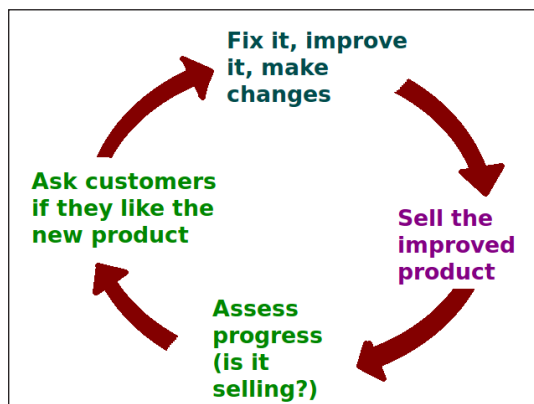 Fix it, improve
it, make
changes
Sell the
improved
product
Assess
progress
(is it
selling?)
Ask customers
if they like the
new product